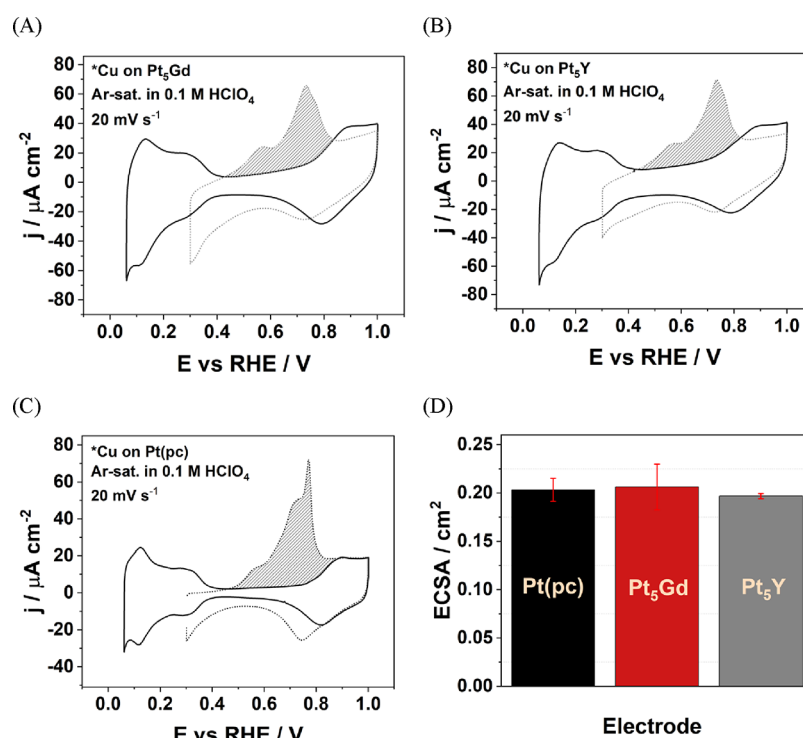 (A)
80
60
40
20
0
-20
-40
-60
-80
j / μA cm⁻²
*Cu on Pt₅Gd
Ar-sat. in 0.1 M HClO₄
20 mV s⁻¹
0.0 0.2 0.4 0.6 0.8 1.0
E vs RHE / V
(B)
80
60
40
20
0
-20
-40
-60
-80
j / μA cm⁻²
*Cu on Pt₅Y
Ar-sat. in 0.1 M HClO₄
20 mV s⁻¹
0.0 0.2 0.4 0.6 0.8 1.0
E vs RHE / V
(C)
80
60
40
20
0
-20
-40
j / μA cm⁻²
*Cu on Pt(pc)
Ar-sat. in 0.1 M HClO₄
20 mV s⁻¹
0.0 0.2 0.4 0.6 0.8 1.0
E vs RHE / V
(D)
0.25
0.20
0.15
0.10
0.05
0.00
ECSA / cm²
Pt(pc) Pt₅Gd Pt₅Y
Electrode